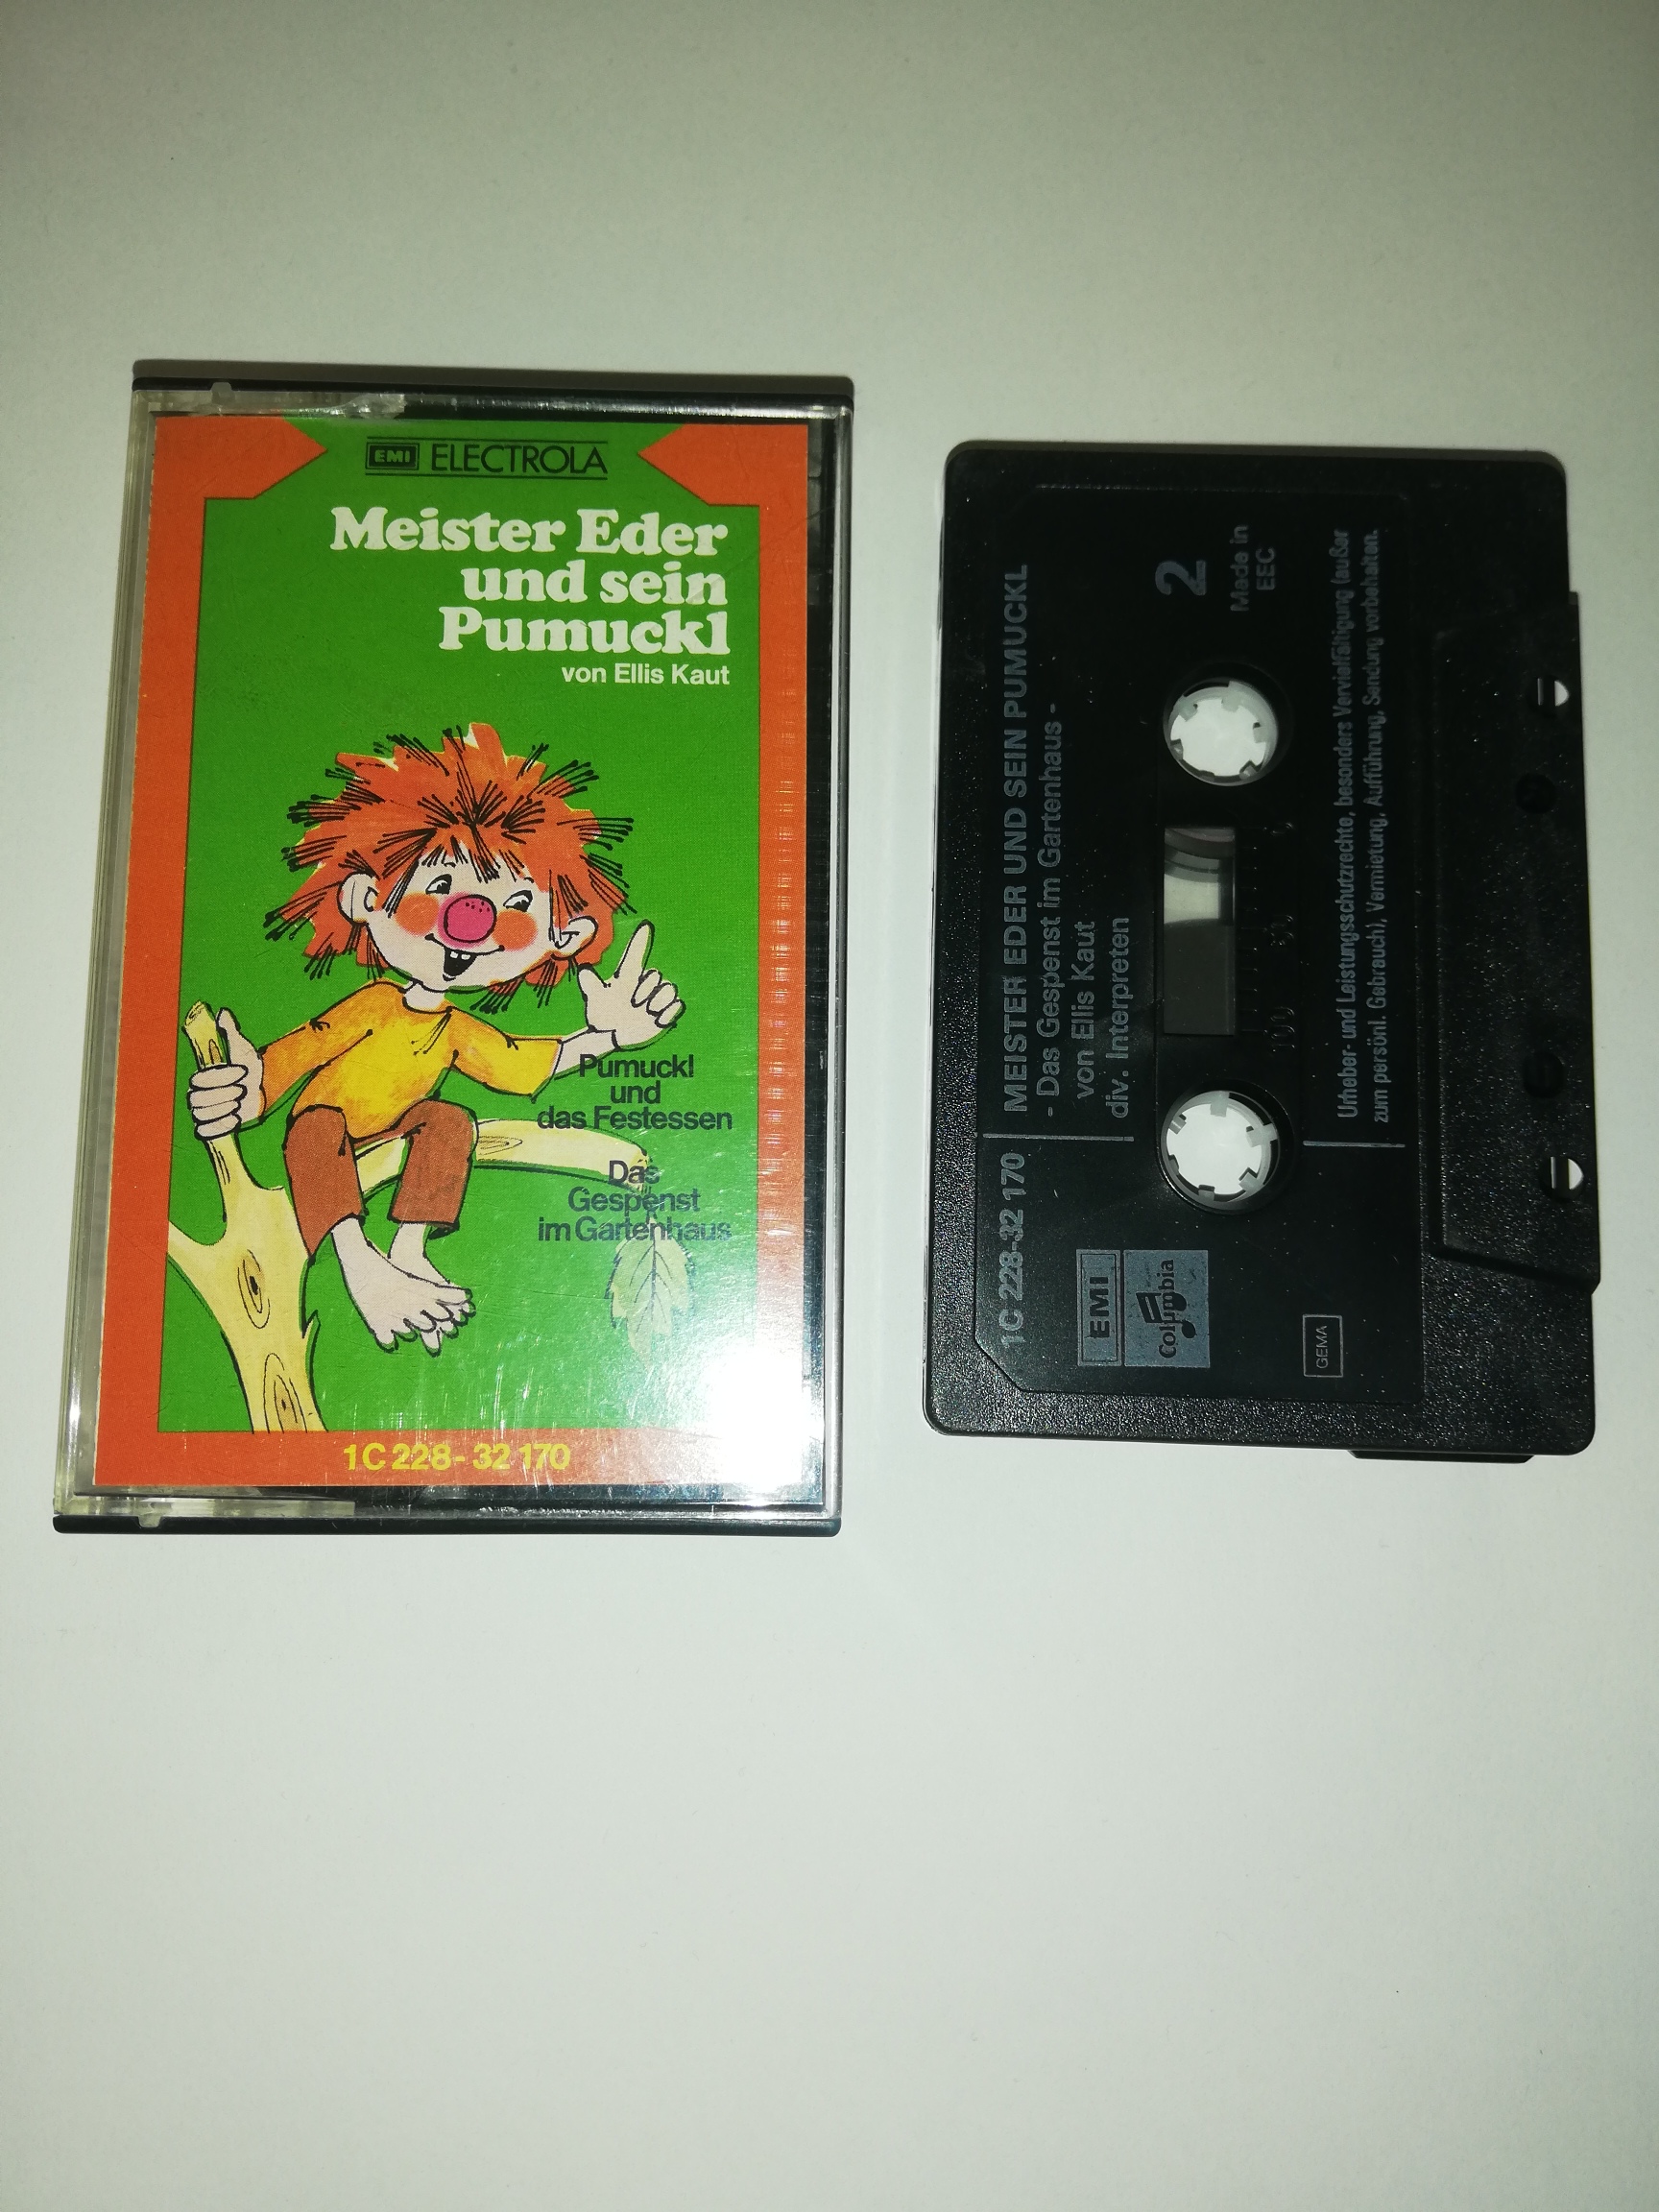 EMI ELECTROLA
Meister Eder
und sein
Pumuckl
von Ellis Kaut
Pumuckl
und
das Festessen
Das
Gespenst
im Gartenhaus
1C 228-32 170
1C 228-32 170
MEISTER EDER UND SEIN PUMUCKL
- Das Gespenst im Gartenhaus -
von Ellis Kaut
div. Interpreten
EMI
Columbia
2
Made in
EEC
100 50 0
GEMA
Urheber- und Leistungsschutzrechte, besonders Vervielfältigung (außer
zum persönl. Gebrauch), Vermietung, Aufführung, Sendung vorbehalten.